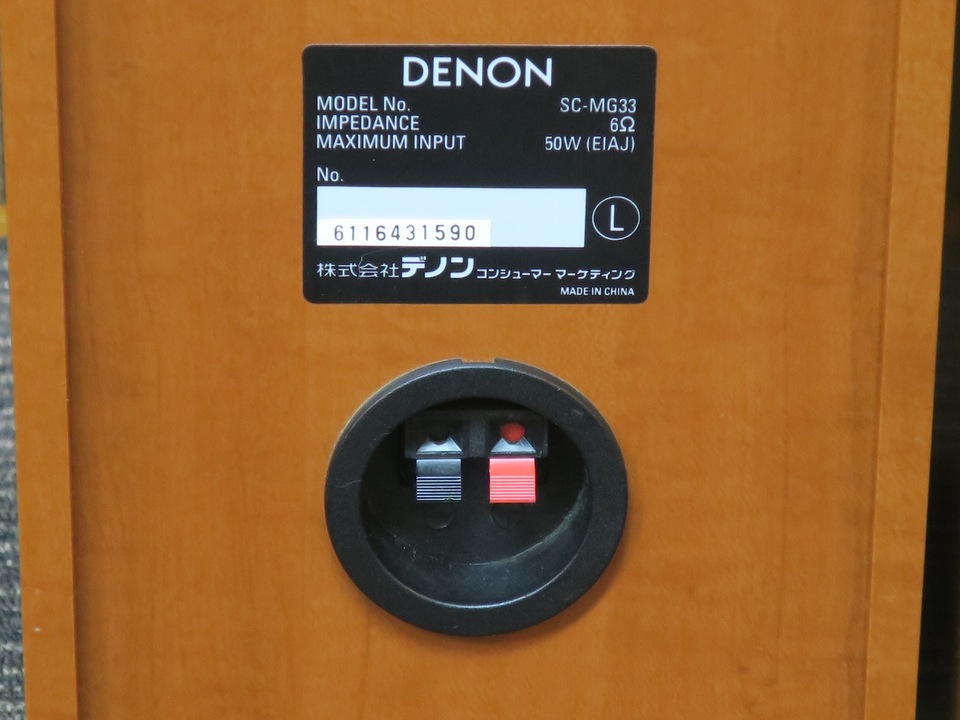 DENON
MODEL No. SC-MG33
IMPEDANCE 6Ω
MAXIMUM INPUT 50W (EIAJ)
No.
6116431590
L
株式会社デノン コンシューマー マーケティング
MADE IN CHINA